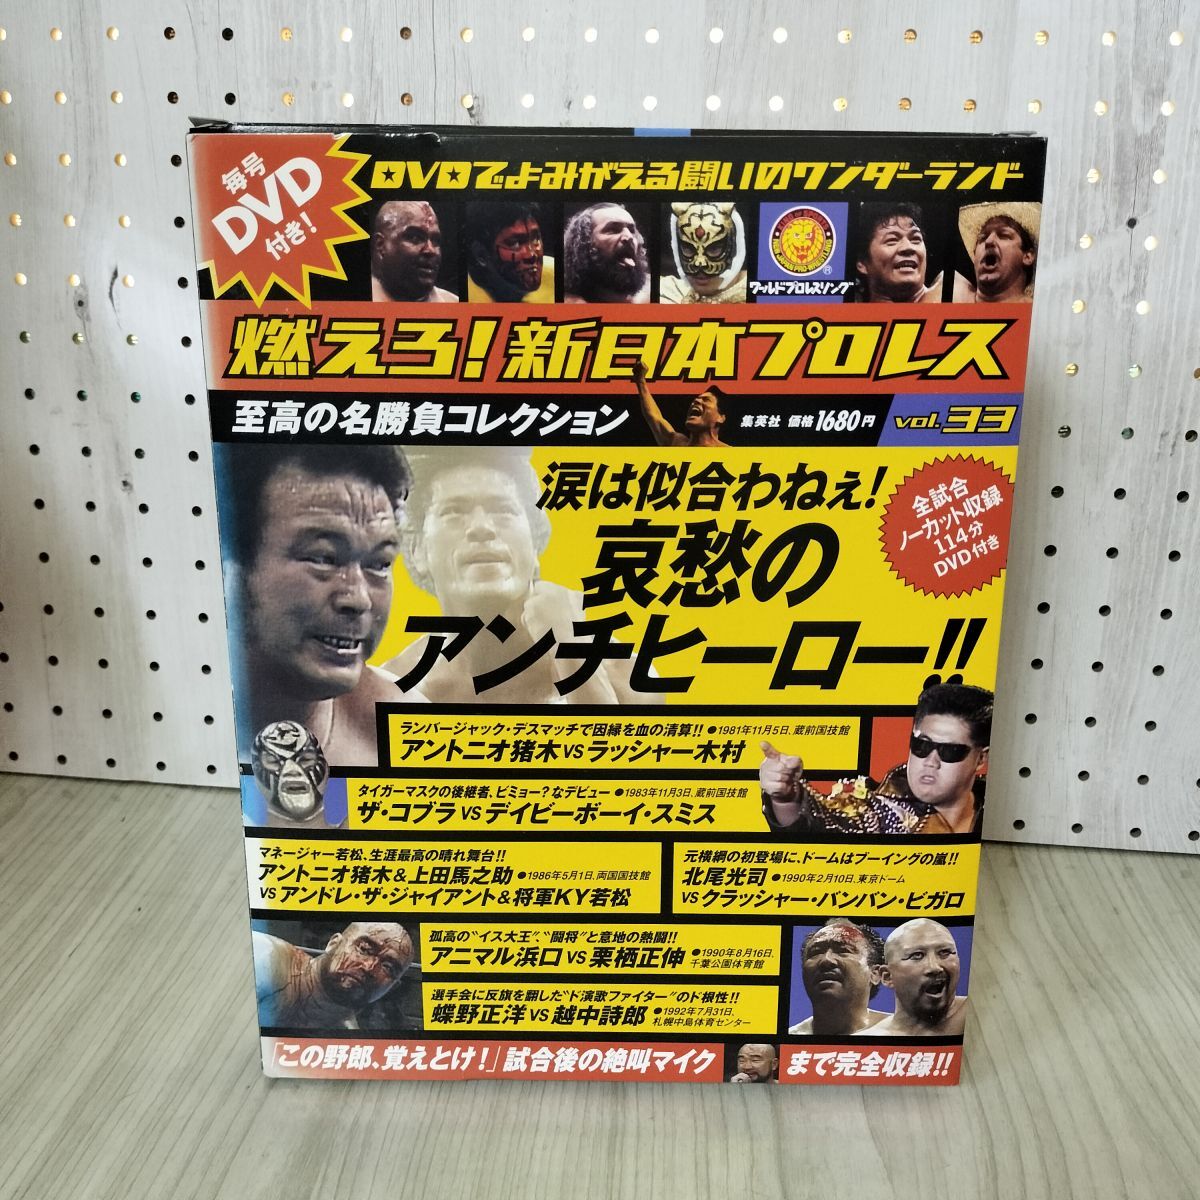 毎号
DVD
付き!
DVDでよみがえる闘いのワンダーランド
KING OF SPORTS
NEW JAPAN PRO-WRESTLING
®
ワールドプロレスリング
燃えろ!新日本プロレス
至高の名勝負コレクション
集英社 価格1680円
vol.33
涙は似合わねぇ!
哀愁の
アンチヒーロー!!
全試合
ノーカット収録
114分
DVD付き
ランバージャック・デスマッチで因縁を血の清算!! ●1981年11月5日、蔵前国技館
アントニオ猪木VSラッシャー木村
タイガーマスクの後継者、ビミョー?なデビュー ●1983年11月3日、蔵前国技館
ザ・コブラVSデイビーボーイ・スミス
マネージャー若松、生涯最高の晴れ舞台!!
アントニオ猪木&上田馬之助 ●1986年5月1日、両国国技館
VSアンドレ・ザ・ジャイアント&将軍KY若松
元横綱の初登場に、ドームはブーイングの嵐!!
北尾光司 ●1990年2月10日、東京ドーム
VSクラッシャー・バンバン・ビガロ
孤高の“イス大王”、“闘将”と意地の熱闘!!
アニマル浜口VS栗栖正伸 ●1990年8月16日、
千葉公園体育館
選手会に反旗を翻した“ド演歌ファイター”のド根性!!
蝶野正洋VS越中詩郎 ●1992年7月31日、
札幌中島体育センター
「この野郎、覚えとけ!」試合後の絶叫マイク まで完全収録!!